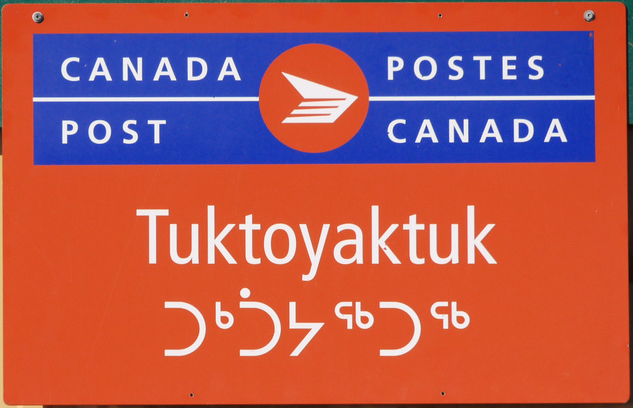 CANADA POST
POSTES CANADA
Tuktoyaktuk
ᑐᒃᑑᔭᖅᑐᖅ